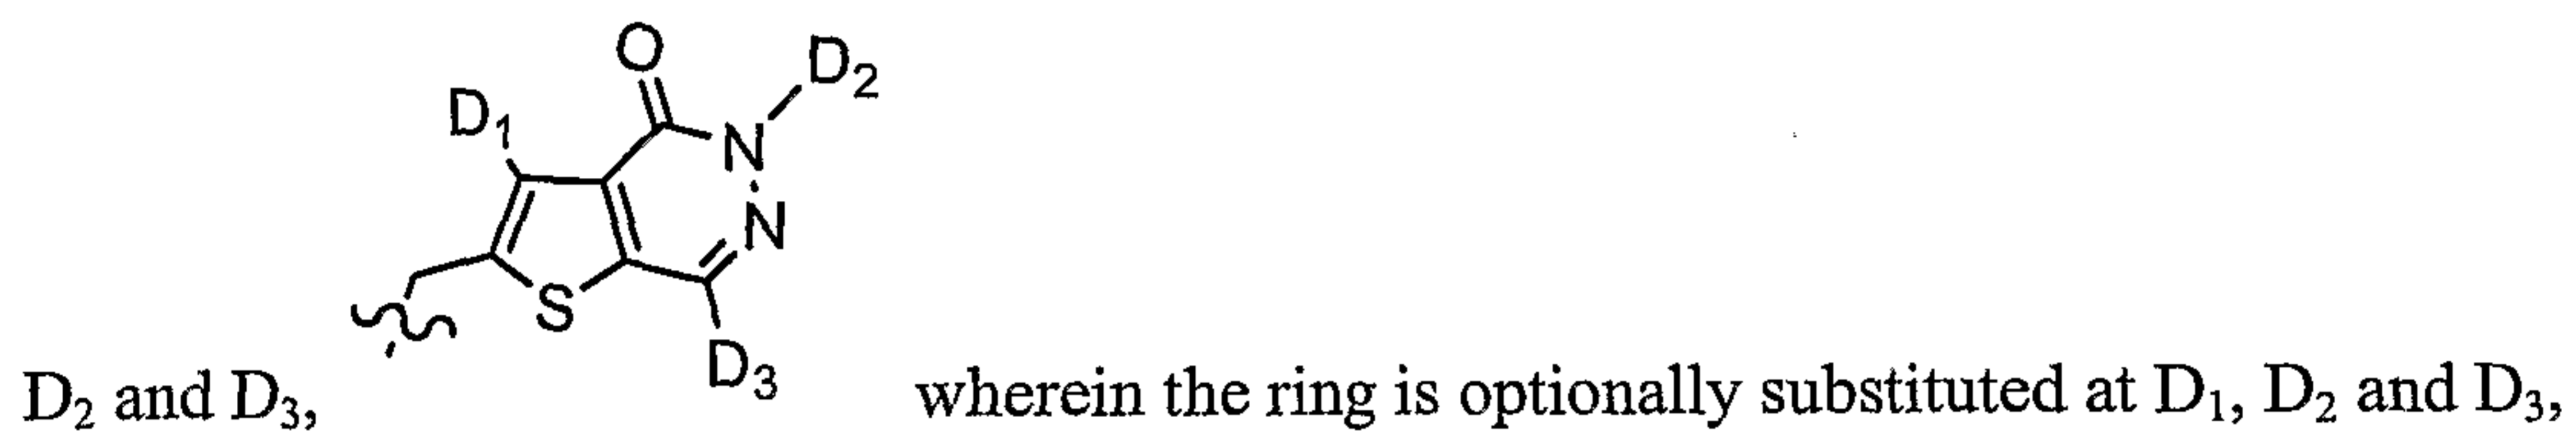 O
D₂
D₁
N
N
S
D₃
D₂ and D₃, wherein the ring is optionally substituted at D₁, D₂ and D₃,